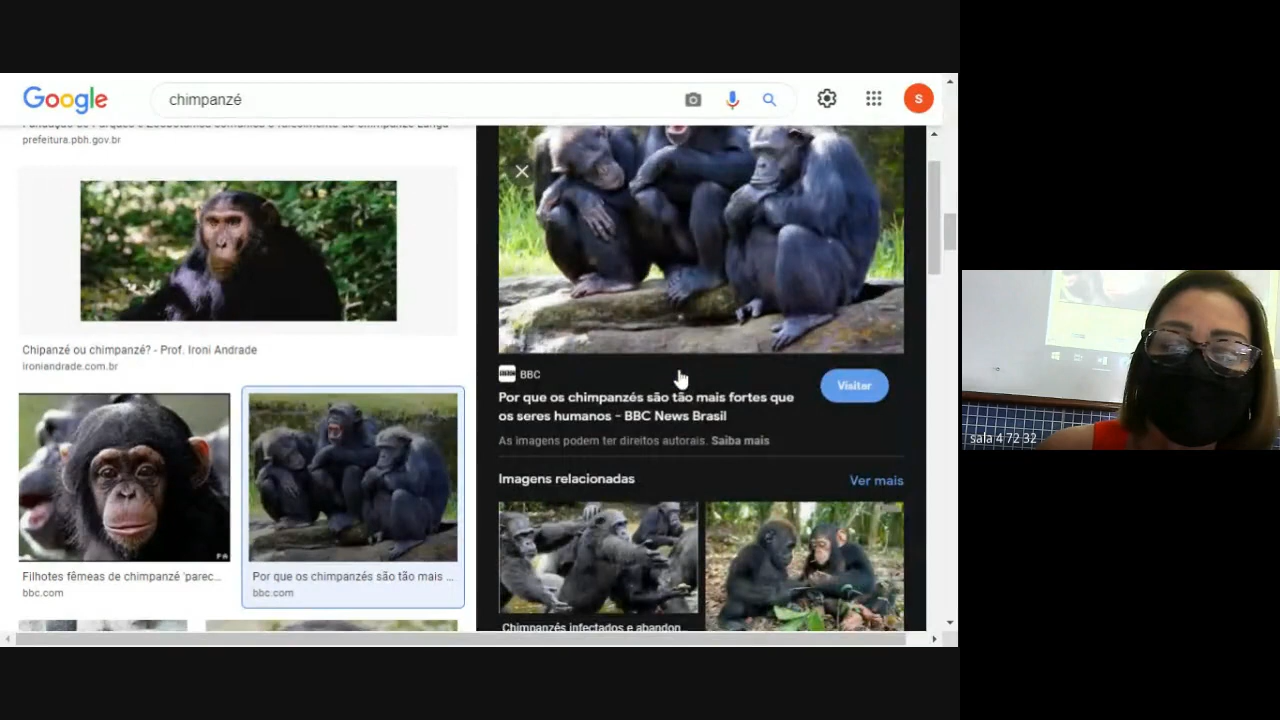 Google
chimpanzé
S
prefeitura.pbh.gov.br
Chipanzé ou chimpanzé? - Prof. Ironi Andrade
ironiandrade.com.br
Filhotes fêmeas de chimpanzé 'parec...
bbc.com
Por que os chimpanzés são tão mais ...
bbc.com
BBC
Por que os chimpanzés são tão mais fortes que
os seres humanos - BBC News Brasil
Visitar
As imagens podem ter direitos autorais. Saiba mais
Imagens relacionadas
Ver mais
Chimpanzés infectados e abandon...
sala 4 72 32